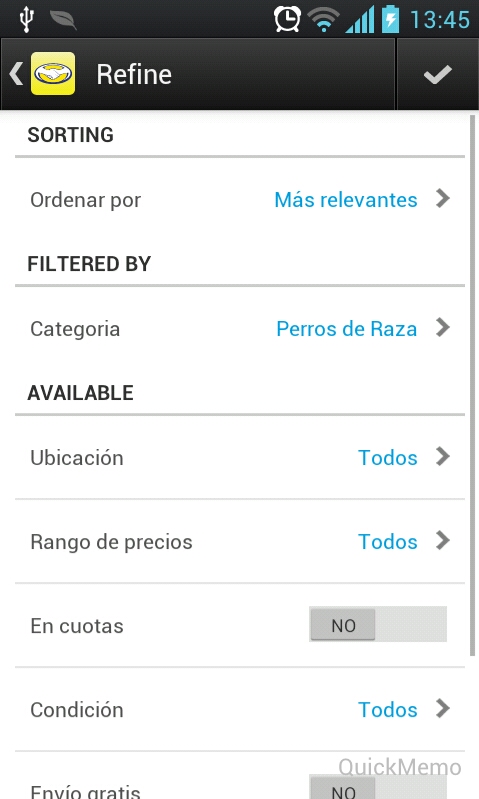 13:45
Refine
SORTING
Ordenar por Más relevantes
FILTERED BY
Categoria Perros de Raza
AVAILABLE
Ubicación Todos
Rango de precios Todos
En cuotas NO
Condición Todos
QuickMemo
Envío gratis NO